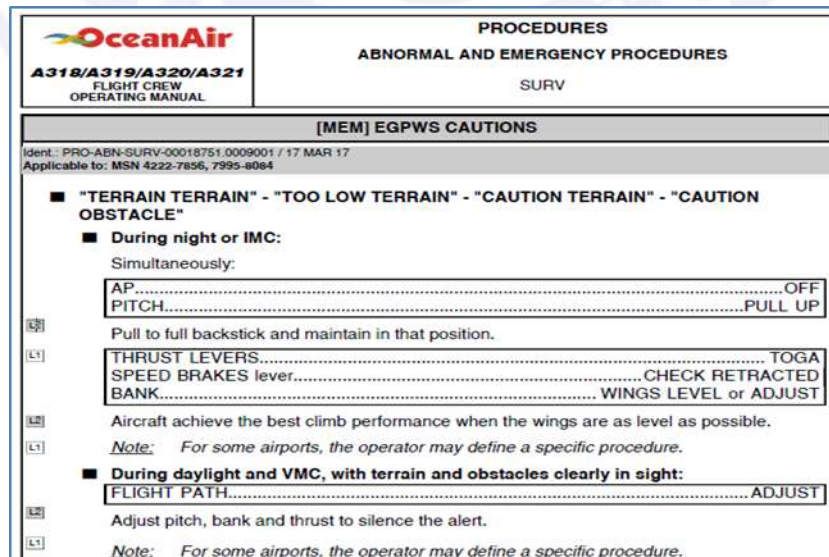 OceanAir
A318/A319/A320/A321
FLIGHT CREW
OPERATING MANUAL
PROCEDURES
ABNORMAL AND EMERGENCY PROCEDURES
SURV
[MEM] EGPWS CAUTIONS
Ident.: PRO-ABN-SURV-00018751.0009001 / 17 MAR 17
Applicable to: MSN 4222-7856, 7995-8084
■ "TERRAIN TERRAIN" - "TOO LOW TERRAIN" - "CAUTION TERRAIN" - "CAUTION
OBSTACLE"
■ During night or IMC:
Simultaneously:
AP....................OFF
PITCH....................PULL UP
Pull to full backstick and maintain in that position.
L1 THRUST LEVERS....................TOGA
SPEED BRAKES lever....................CHECK RETRACTED
BANK....................WINGS LEVEL or ADJUST
L2 Aircraft achieve the best climb performance when the wings are as level as possible.
L1 Note: For some airports, the operator may define a specific procedure.
■ During daylight and VMC, with terrain and obstacles clearly in sight:
FLIGHT PATH....................ADJUST
L2 Adjust pitch, bank and thrust to silence the alert.
L1 Note: For some airports, the operator may define a specific procedure.